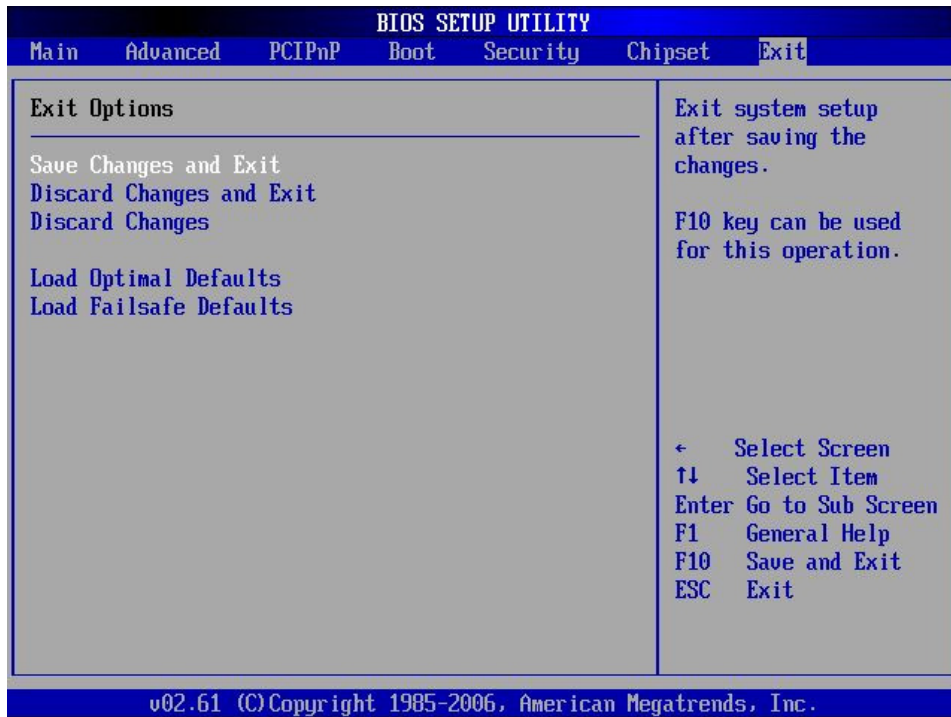 BIOS SETUP UTILITY
Main Advanced PCIPnP Boot Security Chipset Exit
Exit Options
Save Changes and Exit
Discard Changes and Exit
Discard Changes
Load Optimal Defaults
Load Failsafe Defaults
Exit system setup
after saving the
changes.
F10 key can be used
for this operation.
← Select Screen
↑↓ Select Item
Enter Go to Sub Screen
F1 General Help
F10 Save and Exit
ESC Exit
v02.61 (C)Copyright 1985-2006, American Megatrends, Inc.